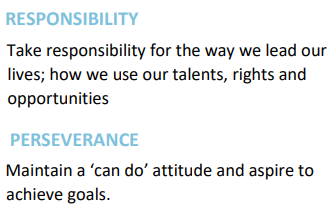 RESPONSIBILITY
Take responsibility for the way we lead our
lives; how we use our talents, rights and
opportunities
PERSEVERANCE
Maintain a ‘can do’ attitude and aspire to
achieve goals.